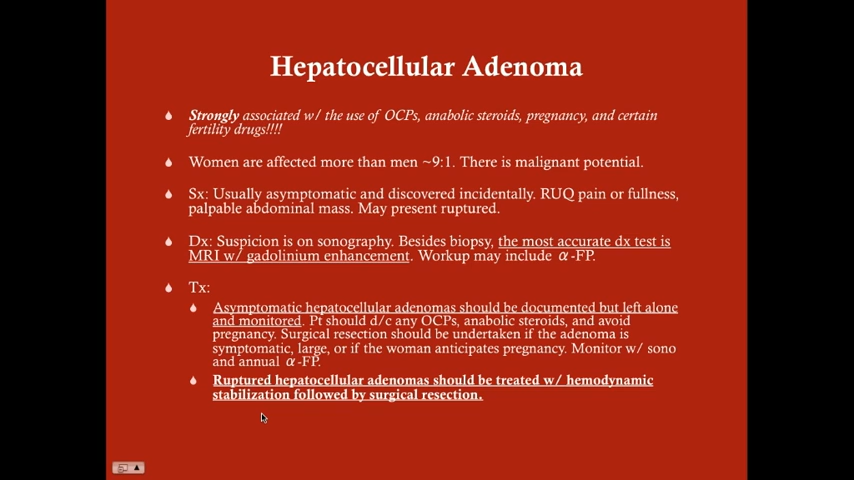 Hepatocellular Adenoma
Strongly associated w/ the use of OCPs, anabolic steroids, pregnancy, and certain
fertility drugs!!!!
Women are affected more than men ~9:1. There is malignant potential.
Sx: Usually asymptomatic and discovered incidentally. RUQ pain or fullness,
palpable abdominal mass. May present ruptured.
Dx: Suspicion is on sonography. Besides biopsy, the most accurate dx test is
MRI w/ gadolinium enhancement. Workup may include α-FP.
Tx:
Asymptomatic hepatocellular adenomas should be documented but left alone
and monitored. Pt should d/c any OCPs, anabolic steroids, and avoid
pregnancy. Surgical resection should be undertaken if the adenoma is
symptomatic, large, or if the woman anticipates pregnancy. Monitor w/ sono
and annual α-FP.
Ruptured hepatocellular adenomas should be treated w/ hemodynamic
stabilization followed by surgical resection.